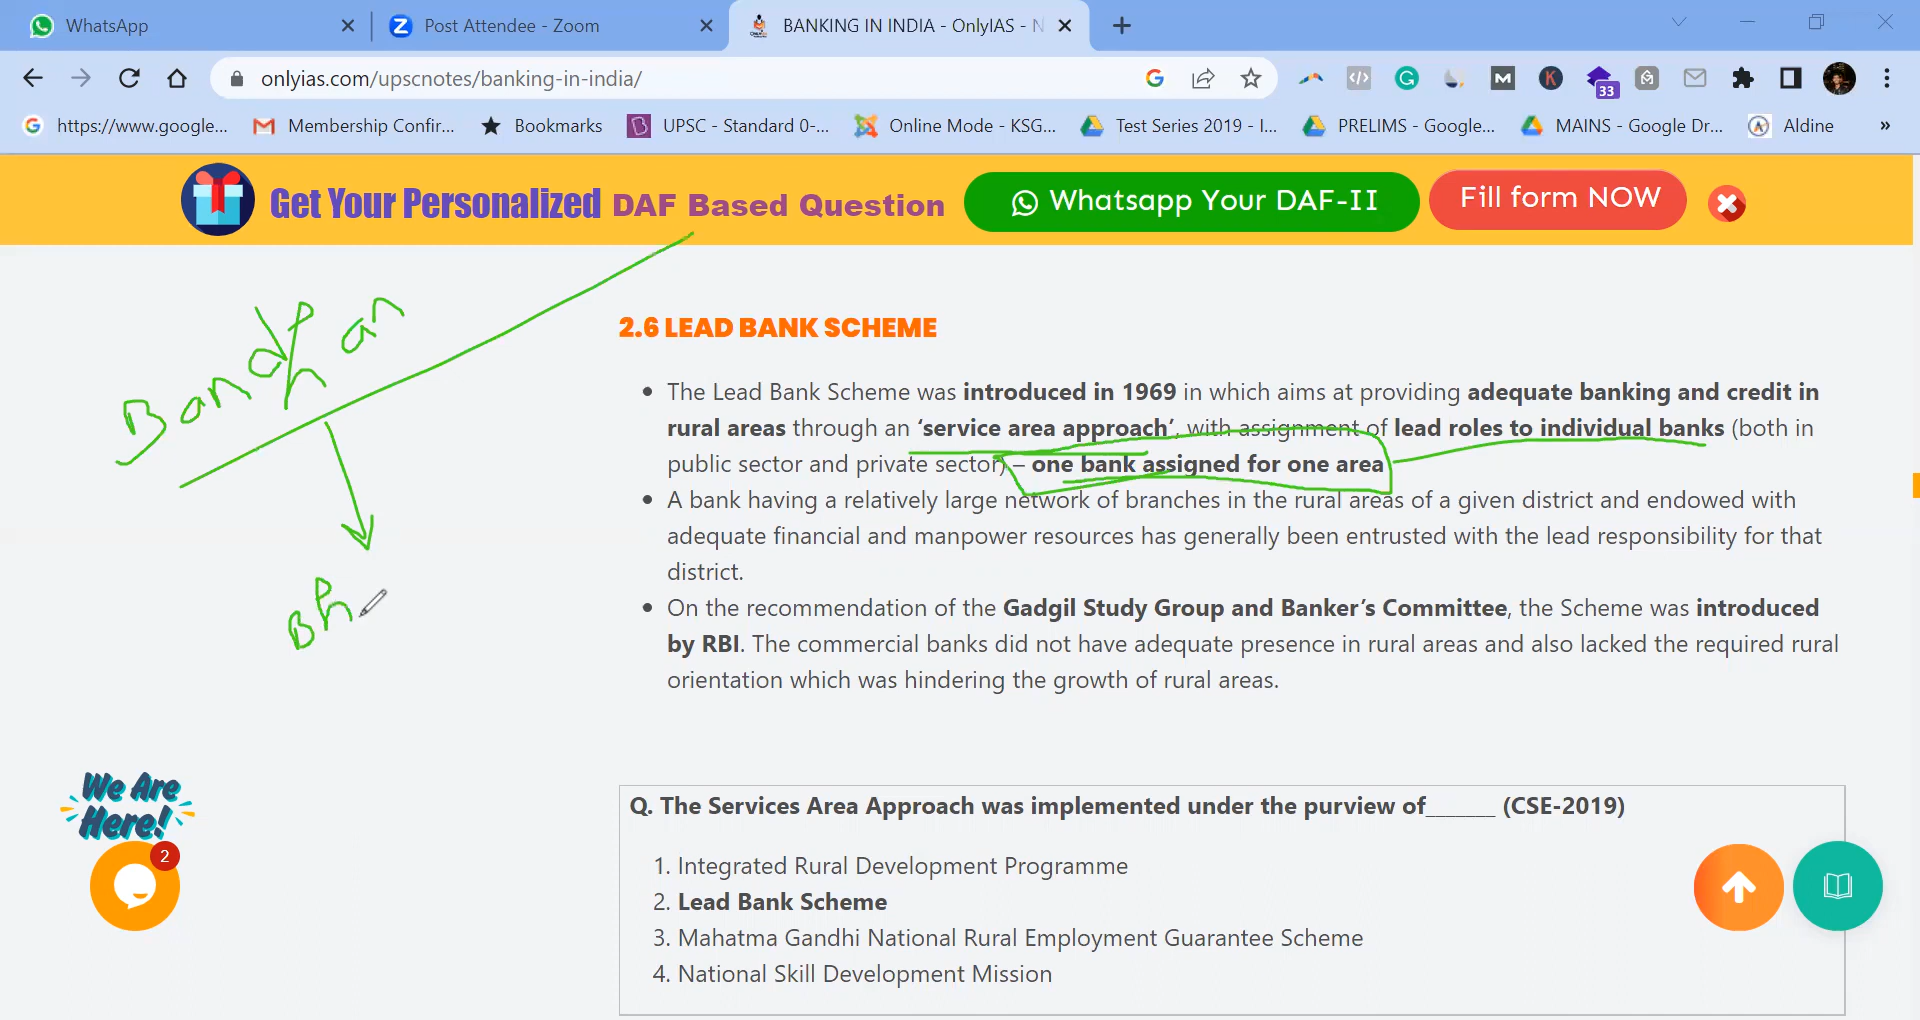 WhatsApp
Post Attendee - Zoom
BANKING IN INDIA - OnlyIAS - N
onlyias.com/upscnotes/banking-in-india/
33
https://www.google...
Membership Confir...
Bookmarks
UPSC - Standard 0-...
Online Mode - KSG...
Test Series 2019 - I...
PRELIMS - Google...
MAINS - Google Dr...
Aldine
»
Get Your Personalized DAF Based Question
Whatsapp Your DAF-II
Fill form NOW
Bandhan
Bh
2.6 LEAD BANK SCHEME
• The Lead Bank Scheme was introduced in 1969 in which aims at providing adequate banking and credit in
rural areas through an ‘service area approach’, with assignment of lead roles to individual banks (both in
public sector and private sector) – one bank assigned for one area
• A bank having a relatively large network of branches in the rural areas of a given district and endowed with
adequate financial and manpower resources has generally been entrusted with the lead responsibility for that
district.
• On the recommendation of the Gadgil Study Group and Banker’s Committee, the Scheme was introduced
by RBI. The commercial banks did not have adequate presence in rural areas and also lacked the required rural
orientation which was hindering the growth of rural areas.
We Are
Here!
2
Q. The Services Area Approach was implemented under the purview of_______ (CSE-2019)
1. Integrated Rural Development Programme
2. Lead Bank Scheme
3. Mahatma Gandhi National Rural Employment Guarantee Scheme
4. National Skill Development Mission